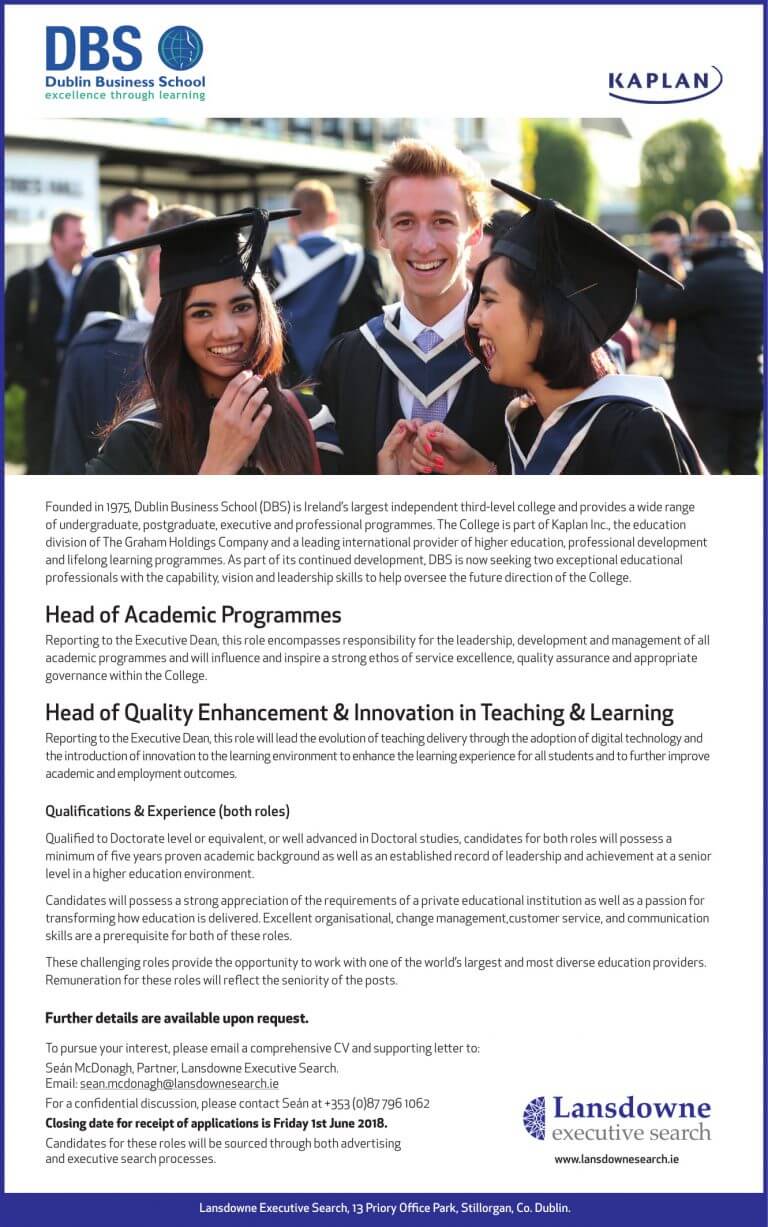 DBS
Dublin Business School
excellence through learning
KAPLAN
Founded in 1975, Dublin Business School (DBS) is Ireland's largest independent third-level college and provides a wide range
of undergraduate, postgraduate, executive and professional programmes. The College is part of Kaplan Inc., the education
division of The Graham Holdings Company and a leading international provider of higher education, professional development
and lifelong learning programmes. As part of its continued development, DBS is now seeking two exceptional educational
professionals with the capability, vision and leadership skills to help oversee the future direction of the College.
Head of Academic Programmes
Reporting to the Executive Dean, this role encompasses responsibility for the leadership, development and management of all
academic programmes and will influence and inspire a strong ethos of service excellence, quality assurance and appropriate
governance within the College.
Head of Quality Enhancement & Innovation in Teaching & Learning
Reporting to the Executive Dean, this role will lead the evolution of teaching delivery through the adoption of digital technology and
the introduction of innovation to the learning environment to enhance the learning experience for all students and to further improve
academic and employment outcomes.
Qualifications & Experience (both roles)
Qualified to Doctorate level or equivalent, or well advanced in Doctoral studies, candidates for both roles will possess a
minimum of five years proven academic background as well as an established record of leadership and achievement at a senior
level in a higher education environment.
Candidates will possess a strong appreciation of the requirements of a private educational institution as well as a passion for
transforming how education is delivered. Excellent organisational, change management,customer service, and communication
skills are a prerequisite for both of these roles.
These challenging roles provide the opportunity to work with one of the world's largest and most diverse education providers.
Remuneration for these roles will reflect the seniority of the posts.
Further details are available upon request.
To pursue your interest, please email a comprehensive CV and supporting letter to:
Seán McDonagh, Partner, Lansdowne Executive Search.
Email: sean.mcdonagh@lansdownesearch.ie
For a confidential discussion, please contact Seán at +353 (0)87 796 1062
Closing date for receipt of applications is Friday 1st June 2018.
Candidates for these roles will be sourced through both advertising
and executive search processes.
Lansdowne
executive search
www.lansdownesearch.ie
Lansdowne Executive Search, 13 Priory Office Park, Stillorgan, Co. Dublin.